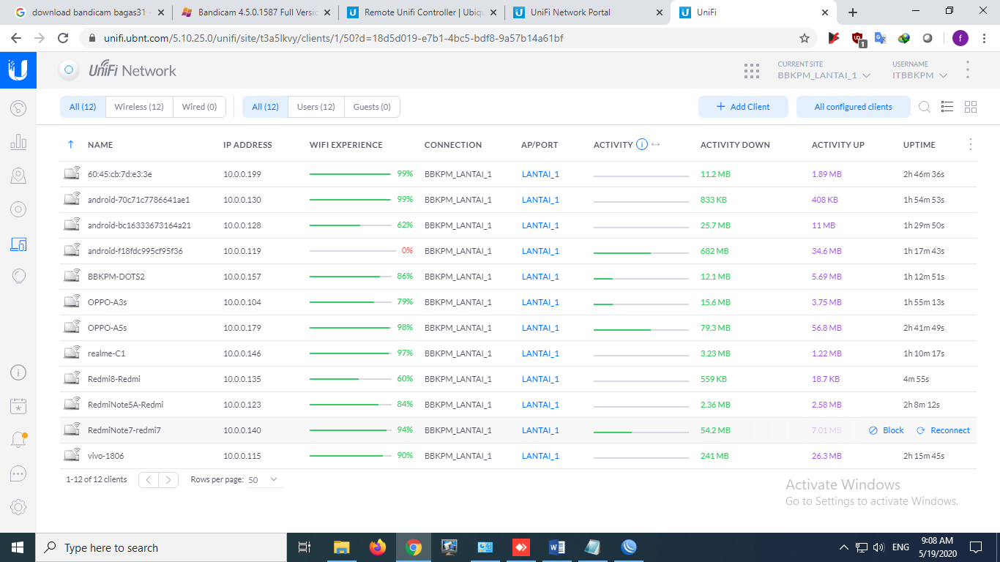 download bandicam bagas31
Bandicam 4.5.0.1587 Full Versic
Remote Unifi Controller | Ubiqu
UniFi Network Portal
UniFi
unifi.ubnt.com/5.10.25.0/unifi/site/t3a5lkvy/clients/1/50?d=18d5d019-e7b1-4bc5-bdf8-9a57b14a61bf
1
f
UniFi Network
CURRENT SITE
BBKPM_LANTAI_1
USERNAME
ITBBKPM
All (12) Wireless (12) Wired (0) All (12) Users (12) Guests (0) + Add Client All configured clients
NAME IP ADDRESS WIFI EXPERIENCE CONNECTION AP/PORT ACTIVITY ACTIVITY DOWN ACTIVITY UP UPTIME
60:45:cb:7d:e3:3e 10.0.0.199 99% BBKPM_LANTAI_1 LANTAI_1 11.2 MB 1.89 MB 2h 46m 36s
android-70c71c7786641ae1 10.0.0.130 99% BBKPM_LANTAI_1 LANTAI_1 833 KB 408 KB 1h 54m 53s
android-bc16333673164a21 10.0.0.128 62% BBKPM_LANTAI_1 LANTAI_1 25.7 MB 11 MB 1h 29m 50s
android-f18fdc995cf95f36 10.0.0.119 0% BBKPM_LANTAI_1 LANTAI_1 682 MB 34.6 MB 1h 17m 43s
BBKPM-DOTS2 10.0.0.157 86% BBKPM_LANTAI_1 LANTAI_1 12.1 MB 5.69 MB 1h 12m 51s
OPPO-A3s 10.0.0.104 79% BBKPM_LANTAI_1 LANTAI_1 15.6 MB 3.75 MB 1h 55m 13s
OPPO-A5s 10.0.0.179 98% BBKPM_LANTAI_1 LANTAI_1 79.3 MB 56.8 MB 2h 41m 49s
realme-C1 10.0.0.146 97% BBKPM_LANTAI_1 LANTAI_1 3.23 MB 1.22 MB 1h 10m 17s
Redmi8-Redmi 10.0.0.135 60% BBKPM_LANTAI_1 LANTAI_1 559 KB 18.7 KB 4m 55s
RedmiNote5A-Redmi 10.0.0.123 84% BBKPM_LANTAI_1 LANTAI_1 2.36 MB 2.58 MB 2h 8m 12s
RedmiNote7-redmi7 10.0.0.140 94% BBKPM_LANTAI_1 LANTAI_1 54.2 MB 7.01 MB Block Reconnect
vivo-1806 10.0.0.115 90% BBKPM_LANTAI_1 LANTAI_1 241 MB 26.3 MB 2h 15m 45s
1-12 of 12 clients Rows per page: 50
Activate Windows
Go to Settings to activate Windows.
Type here to search
ENG
9:08 AM
5/19/2020